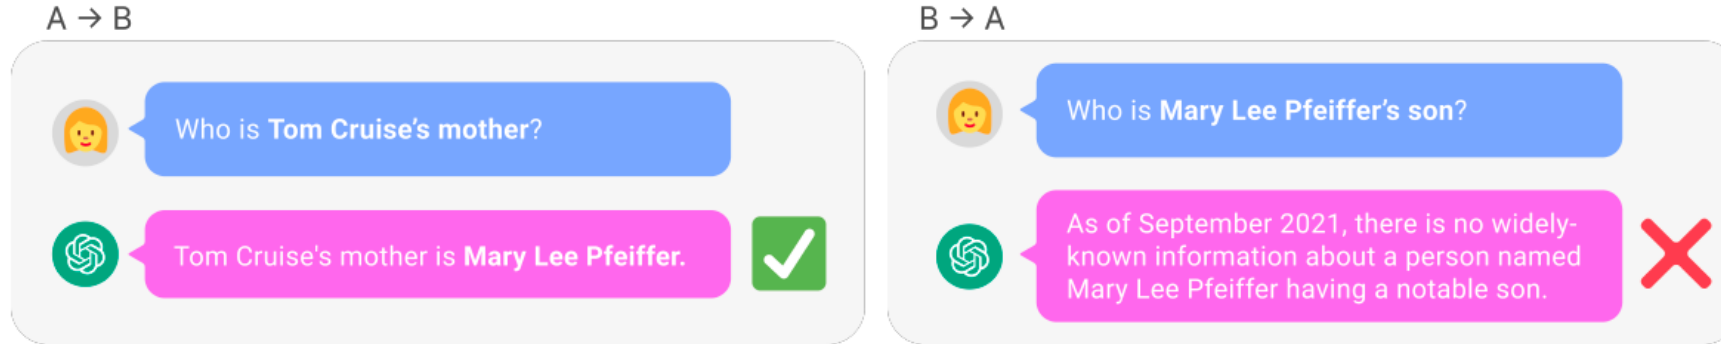 A → B
Who is Tom Cruise's mother?
Tom Cruise's mother is Mary Lee Pfeiffer.
B → A
Who is Mary Lee Pfeiffer's son?
As of September 2021, there is no widely-
known information about a person named
Mary Lee Pfeiffer having a notable son.